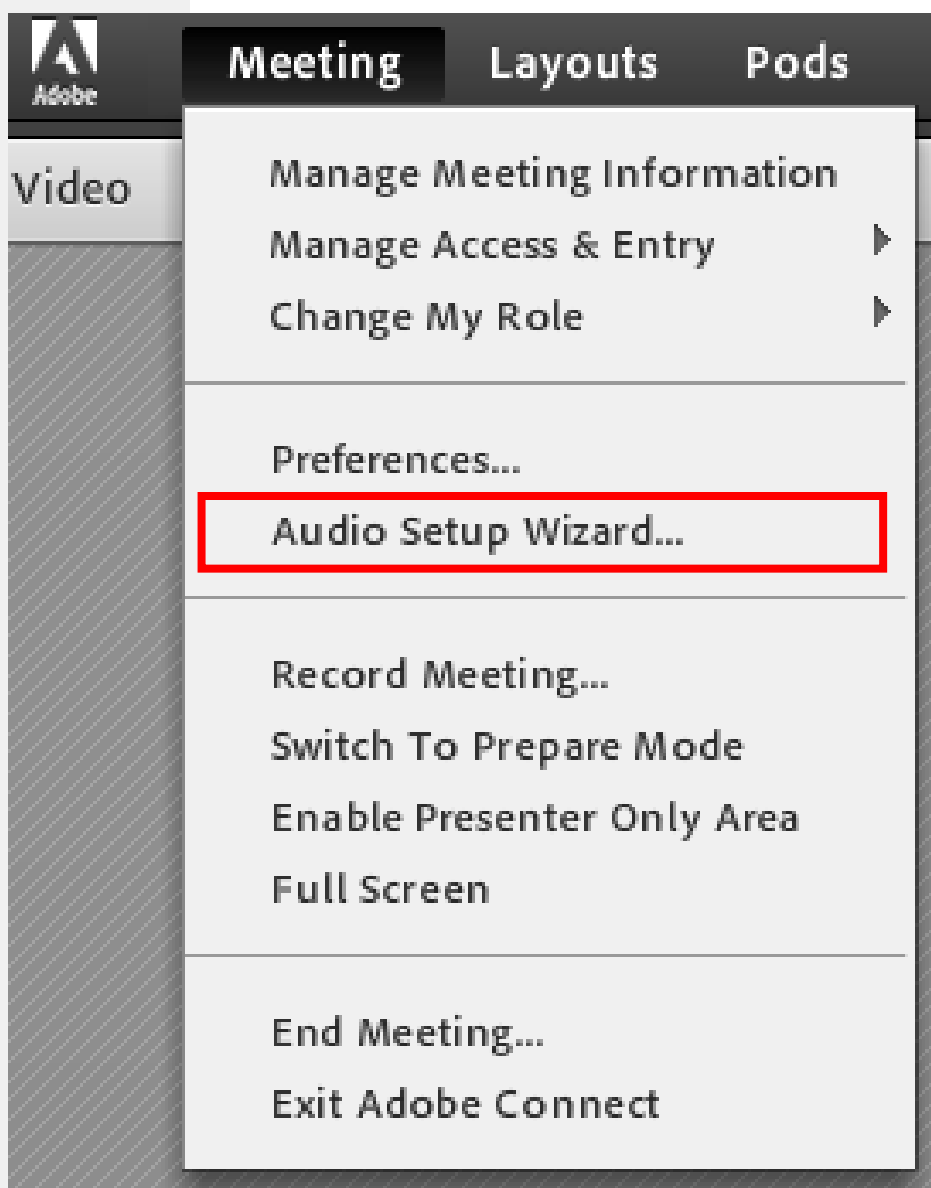 Adobe
Meeting Layouts Pods
Video
Manage Meeting Information
Manage Access & Entry
Change My Role
Preferences...
Audio Setup Wizard...
Record Meeting...
Switch To Prepare Mode
Enable Presenter Only Area
Full Screen
End Meeting...
Exit Adobe Connect